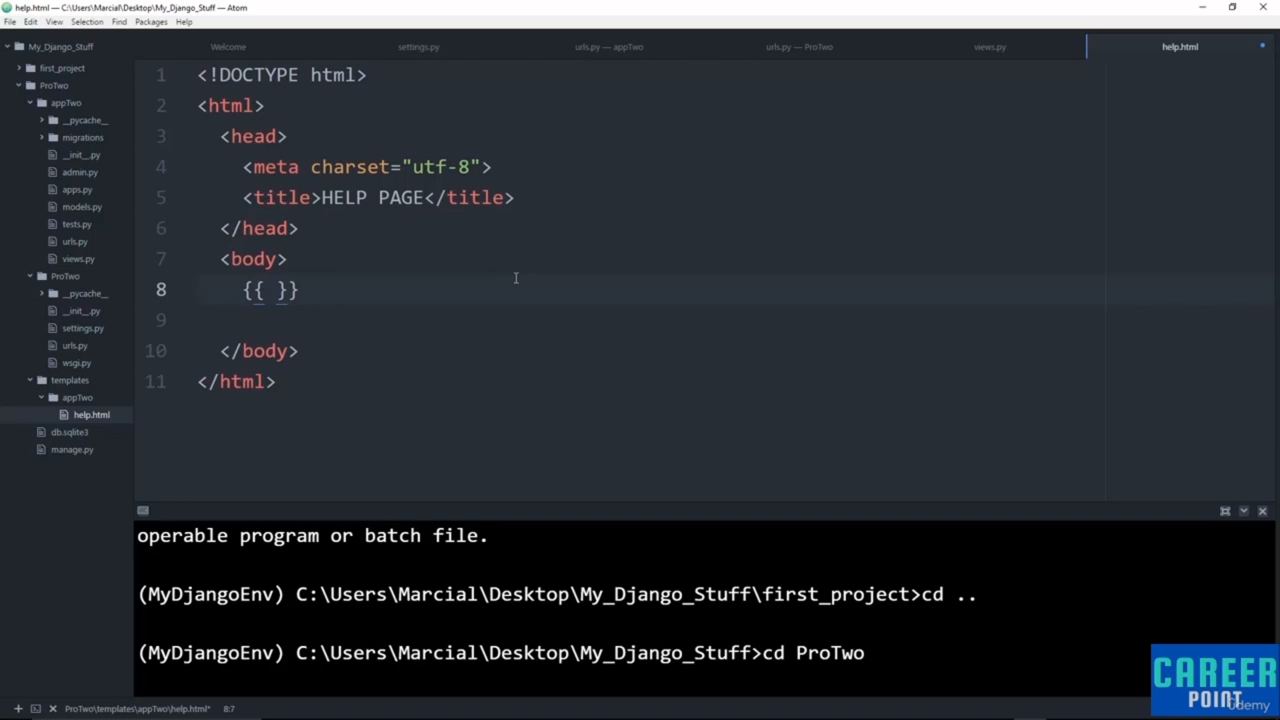 help.html — C:\Users\Marcial\Desktop\My_Django_Stuff — Atom
File Edit View Selection Find Packages Help
My_Django_Stuff
first_project
ProTwo
appTwo
__pycache__
migrations
__init__.py
admin.py
apps.py
models.py
tests.py
urls.py
views.py
ProTwo
__pycache__
__init__.py
settings.py
urls.py
wsgi.py
templates
appTwo
help.html
db.sqlite3
manage.py
Welcome settings.py urls.py — appTwo urls.py — ProTwo views.py help.html
1 <!DOCTYPE html>
2 <html>
3 <head>
4 <meta charset="utf-8">
5 <title>HELP PAGE</title>
6 </head>
7 <body>
8 {{ }}
9
10 </body>
11 </html>
operable program or batch file.
(MyDjangoEnv) C:\Users\Marcial\Desktop\My_Django_Stuff\first_project>cd ..
(MyDjangoEnv) C:\Users\Marcial\Desktop\My_Django_Stuff>cd ProTwo
ProTwo\templates\appTwo\help.html* 8:7
CAREER
POINT
Udemy